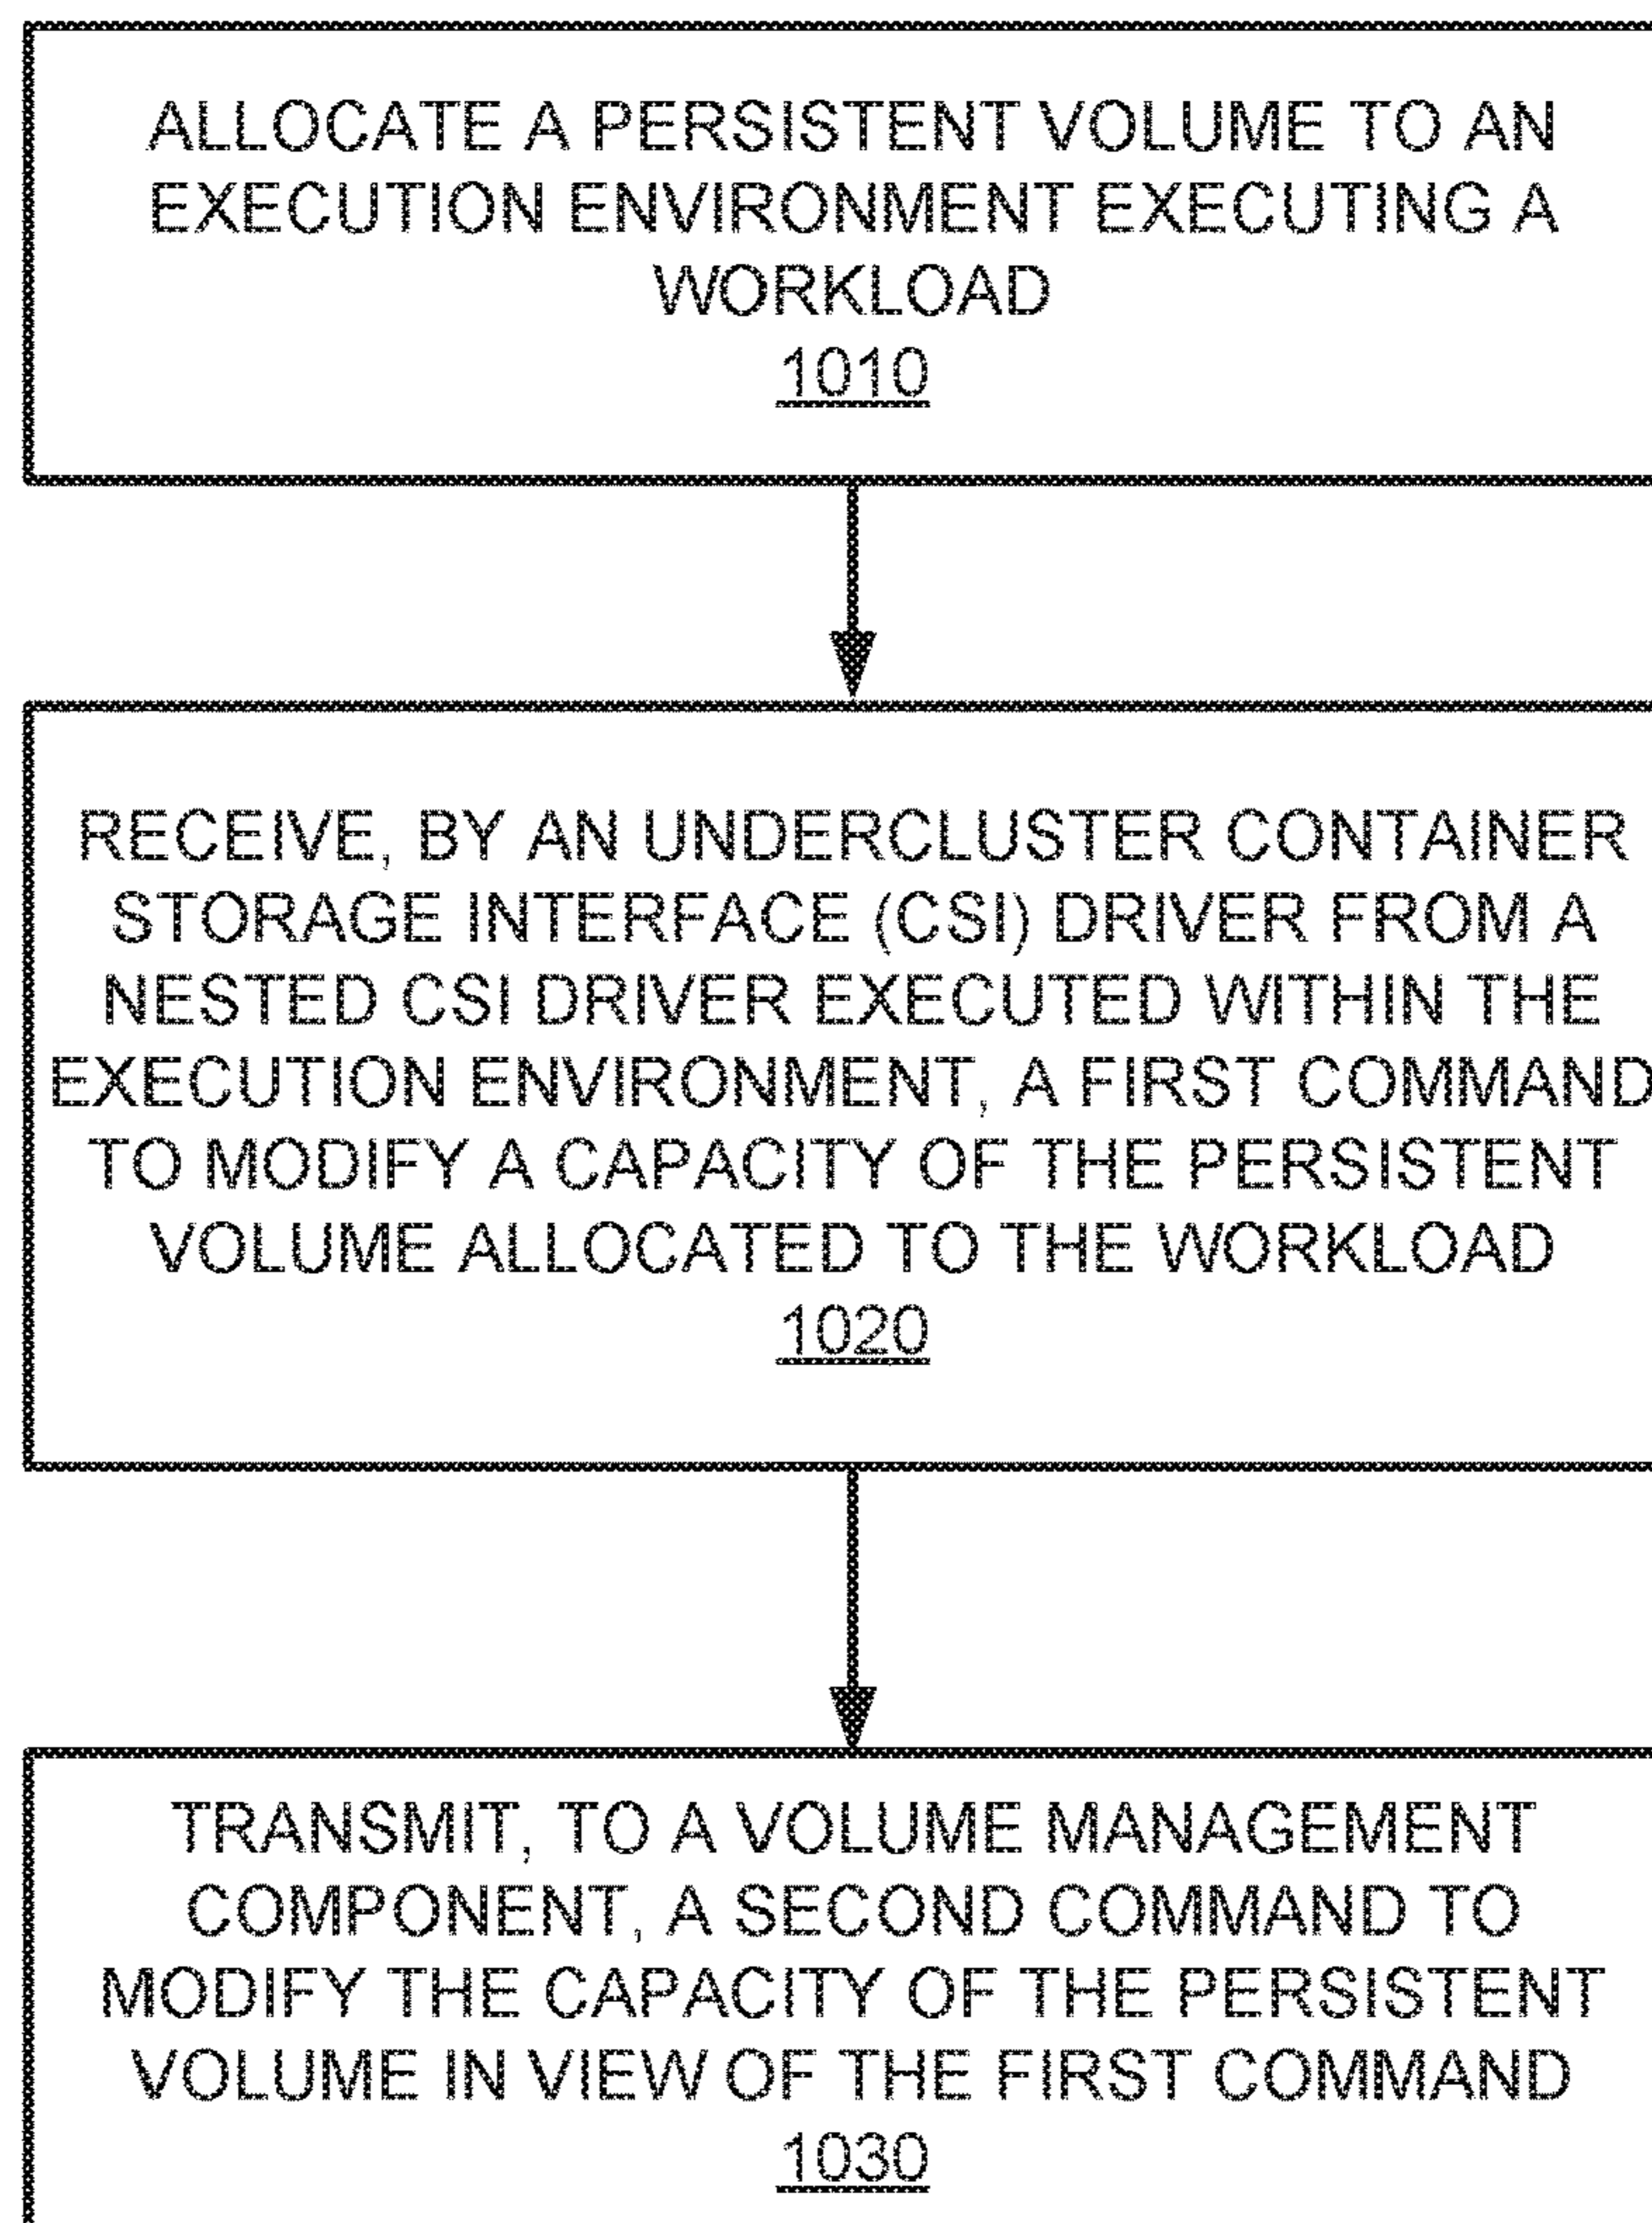 ALLOCATE A PERSISTENT VOLUME TO AN
EXECUTION ENVIRONMENT EXECUTING A
WORKLOAD
1010
RECEIVE, BY AN UNDERCLUSTER CONTAINER
STORAGE INTERFACE (CSI) DRIVER FROM A
NESTED CSI DRIVER EXECUTED WITHIN THE
EXECUTION ENVIRONMENT, A FIRST COMMAND
TO MODIFY A CAPACITY OF THE PERSISTENT
VOLUME ALLOCATED TO THE WORKLOAD
1020
TRANSMIT, TO A VOLUME MANAGEMENT
COMPONENT, A SECOND COMMAND TO
MODIFY THE CAPACITY OF THE PERSISTENT
VOLUME IN VIEW OF THE FIRST COMMAND
1030